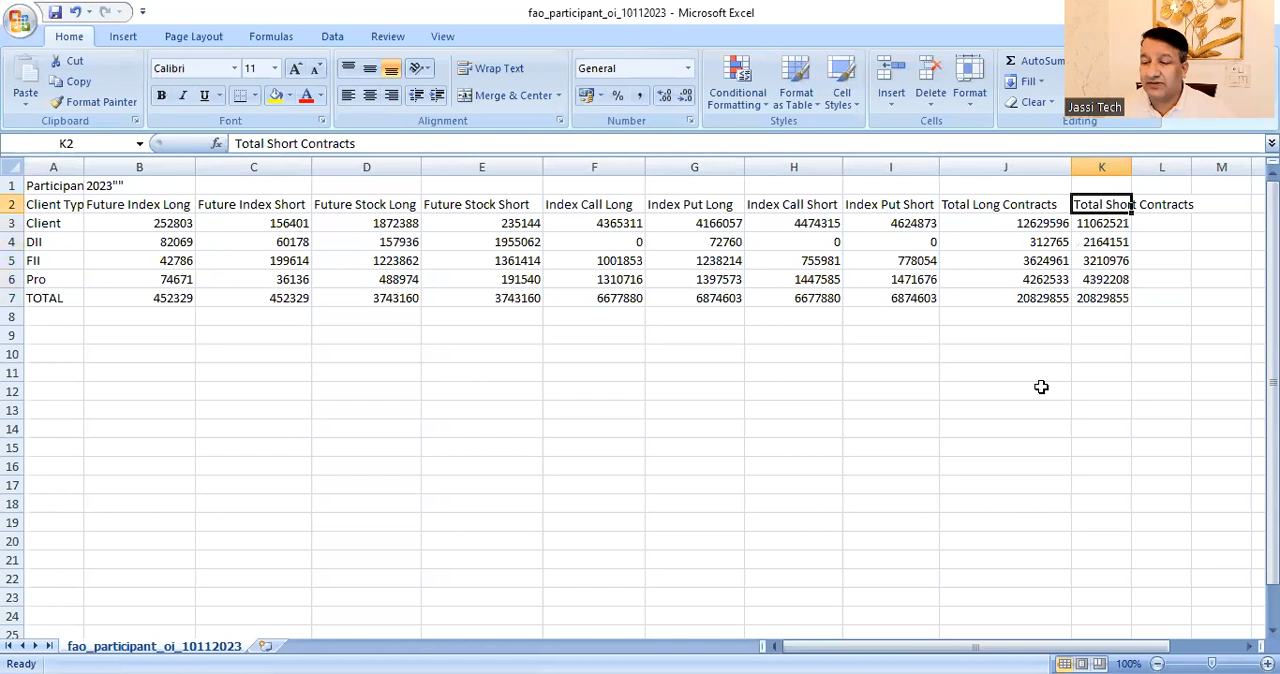 fao_participant_oi_10112023 - Microsoft Excel
Home Insert Page Layout Formulas Data Review View
Paste
Cut
Copy
Format Painter
Clipboard
Calibri 11
B I U
Font
Wrap Text
Merge & Center
Alignment
General
Number
Conditional Formatting
Format as Table
Cell Styles
Styles
Insert
Delete
Format
Cells
Σ AutoSum
Fill
Clear
Editing
Jassi Tech
K2 fx Total Short Contracts
A B C D E F G H I J K L M
1 Participan 2023""
2 Client Typ Future Index Long Future Index Short Future Stock Long Future Stock Short Index Call Long Index Put Long Index Call Short Index Put Short Total Long Contracts Total Short Contracts
3 Client 252803 156401 1872388 235144 4365311 4166057 4474315 4624873 12629596 11062521
4 DII 82069 60178 157936 1955062 0 72760 0 0 312765 2164151
5 FII 42786 199614 1223862 1361414 1001853 1238214 755981 778054 3624961 3210976
6 Pro 74671 36136 488974 191540 1310716 1397573 1447585 1471676 4262533 4392208
7 TOTAL 452329 452329 3743160 3743160 6677880 6874603 6677880 6874603 20829855 20829855
8
9
10
11
12
13
14
15
16
17
18
19
20
21
22
23
24
25
fao_participant_oi_10112023
Ready 100%